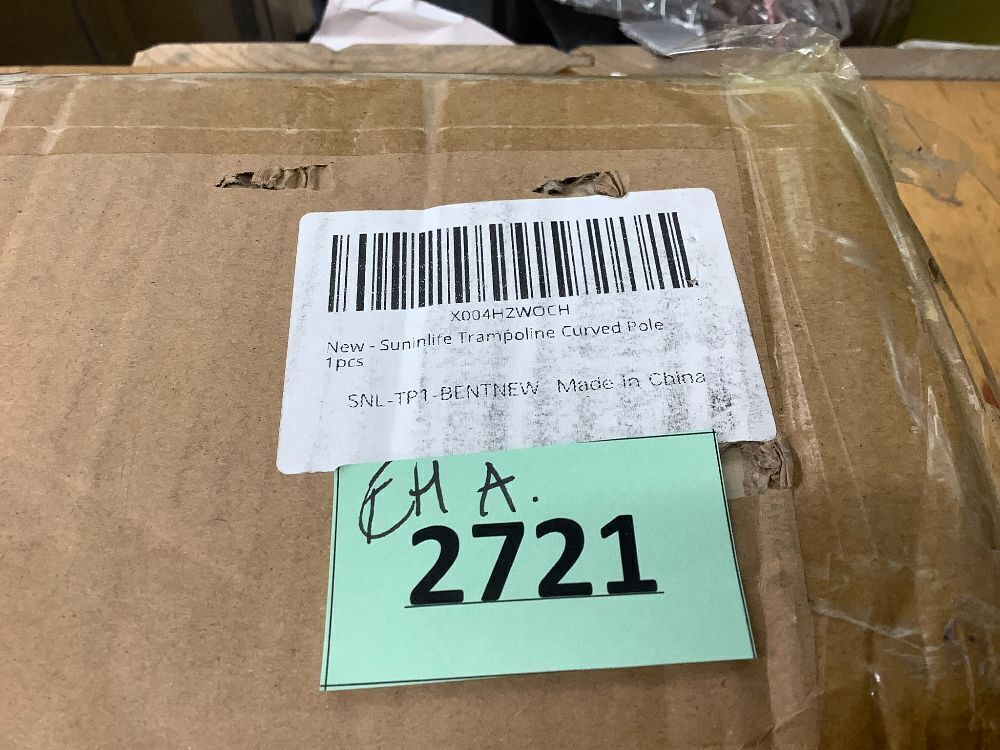 X004HZWOCH
New - Suninlife Trampoline Curved Pole
1pcs
SNL-TP1-BENTNEW Made in China
EH A.
2721